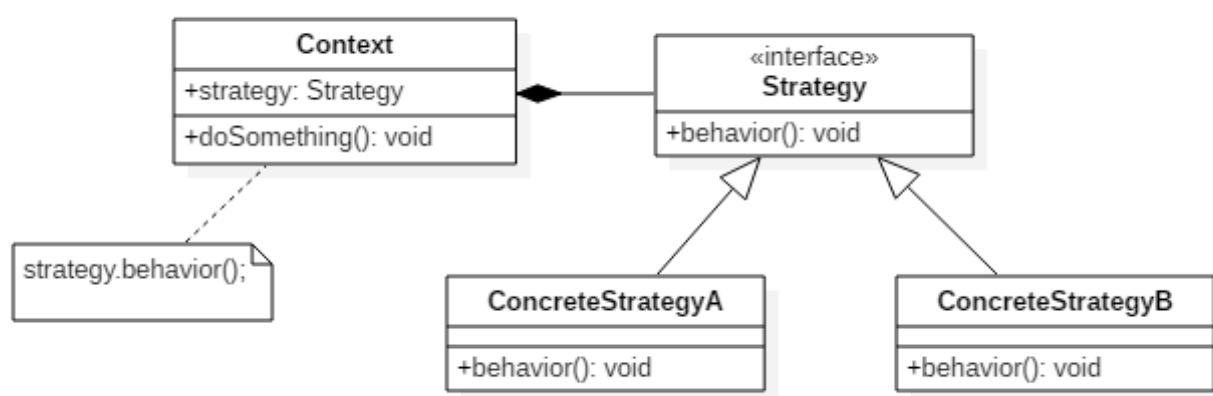 Context
+strategy: Strategy
+doSomething(): void
«interface»
Strategy
+behavior(): void
strategy.behavior();
ConcreteStrategyA
+behavior(): void
ConcreteStrategyB
+behavior(): void